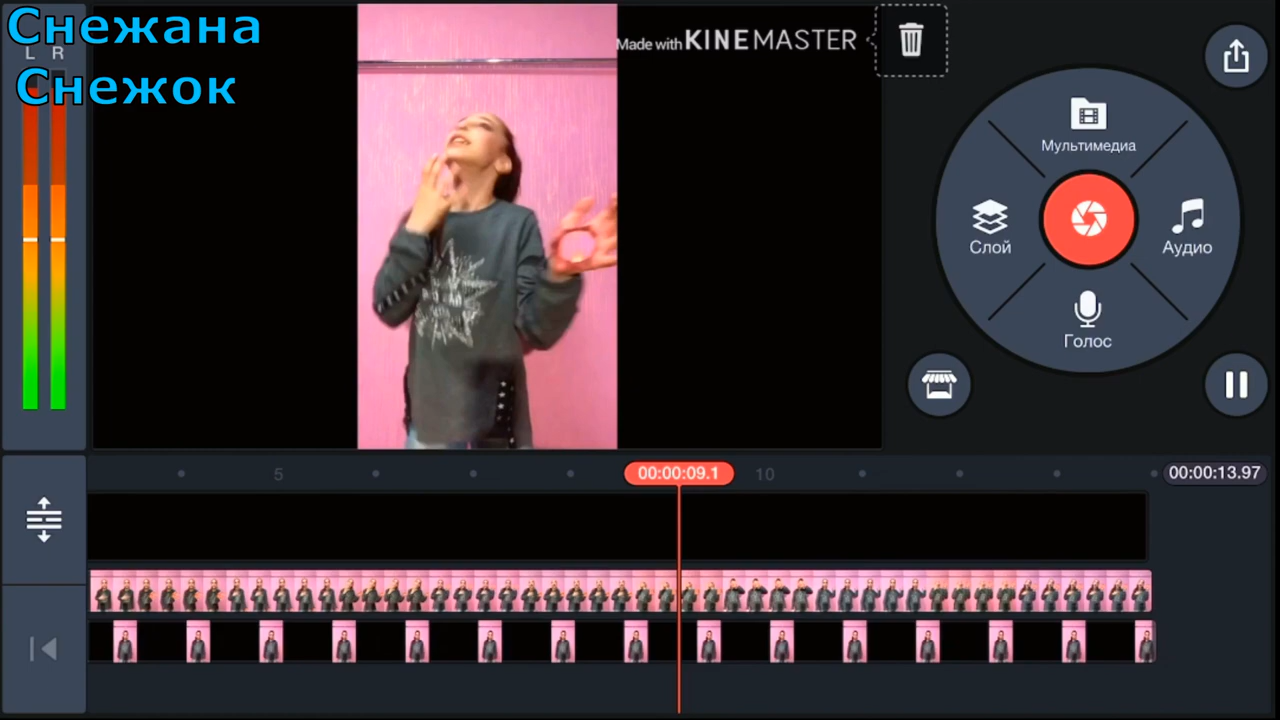 Снежана
L R
Снежок
Made with KINEMASTER
Мультимедиа
Слой
Аудио
Голос
5
00:00:09.1
10
00:00:13.97